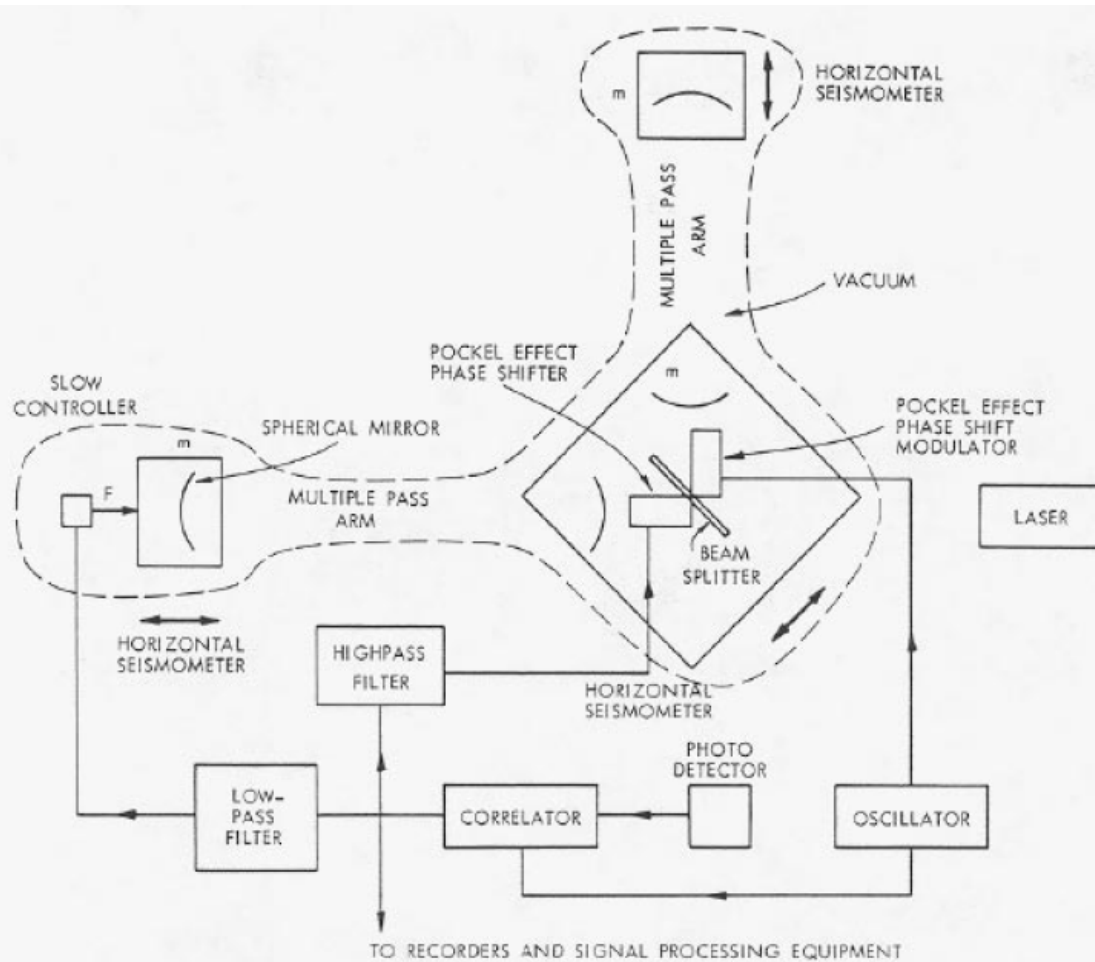 m
HORIZONTAL
SEISMOMETER
MULTIPLE PASS
ARM
VACUUM
POCKEL EFFECT
PHASE SHIFTER
m
SLOW
CONTROLLER
SPHERICAL MIRROR
POCKEL EFFECT
PHASE SHIFT
MODULATOR
m
F
MULTIPLE PASS
ARM
LASER
BEAM
SPLITTER
HORIZONTAL
SEISMOMETER
HIGHPASS
FILTER
HORIZONTAL
SEISMOMETER
PHOTO
DETECTOR
LOW-
PASS
FILTER
CORRELATOR
OSCILLATOR
TO RECORDERS AND SIGNAL PROCESSING EQUIPMENT